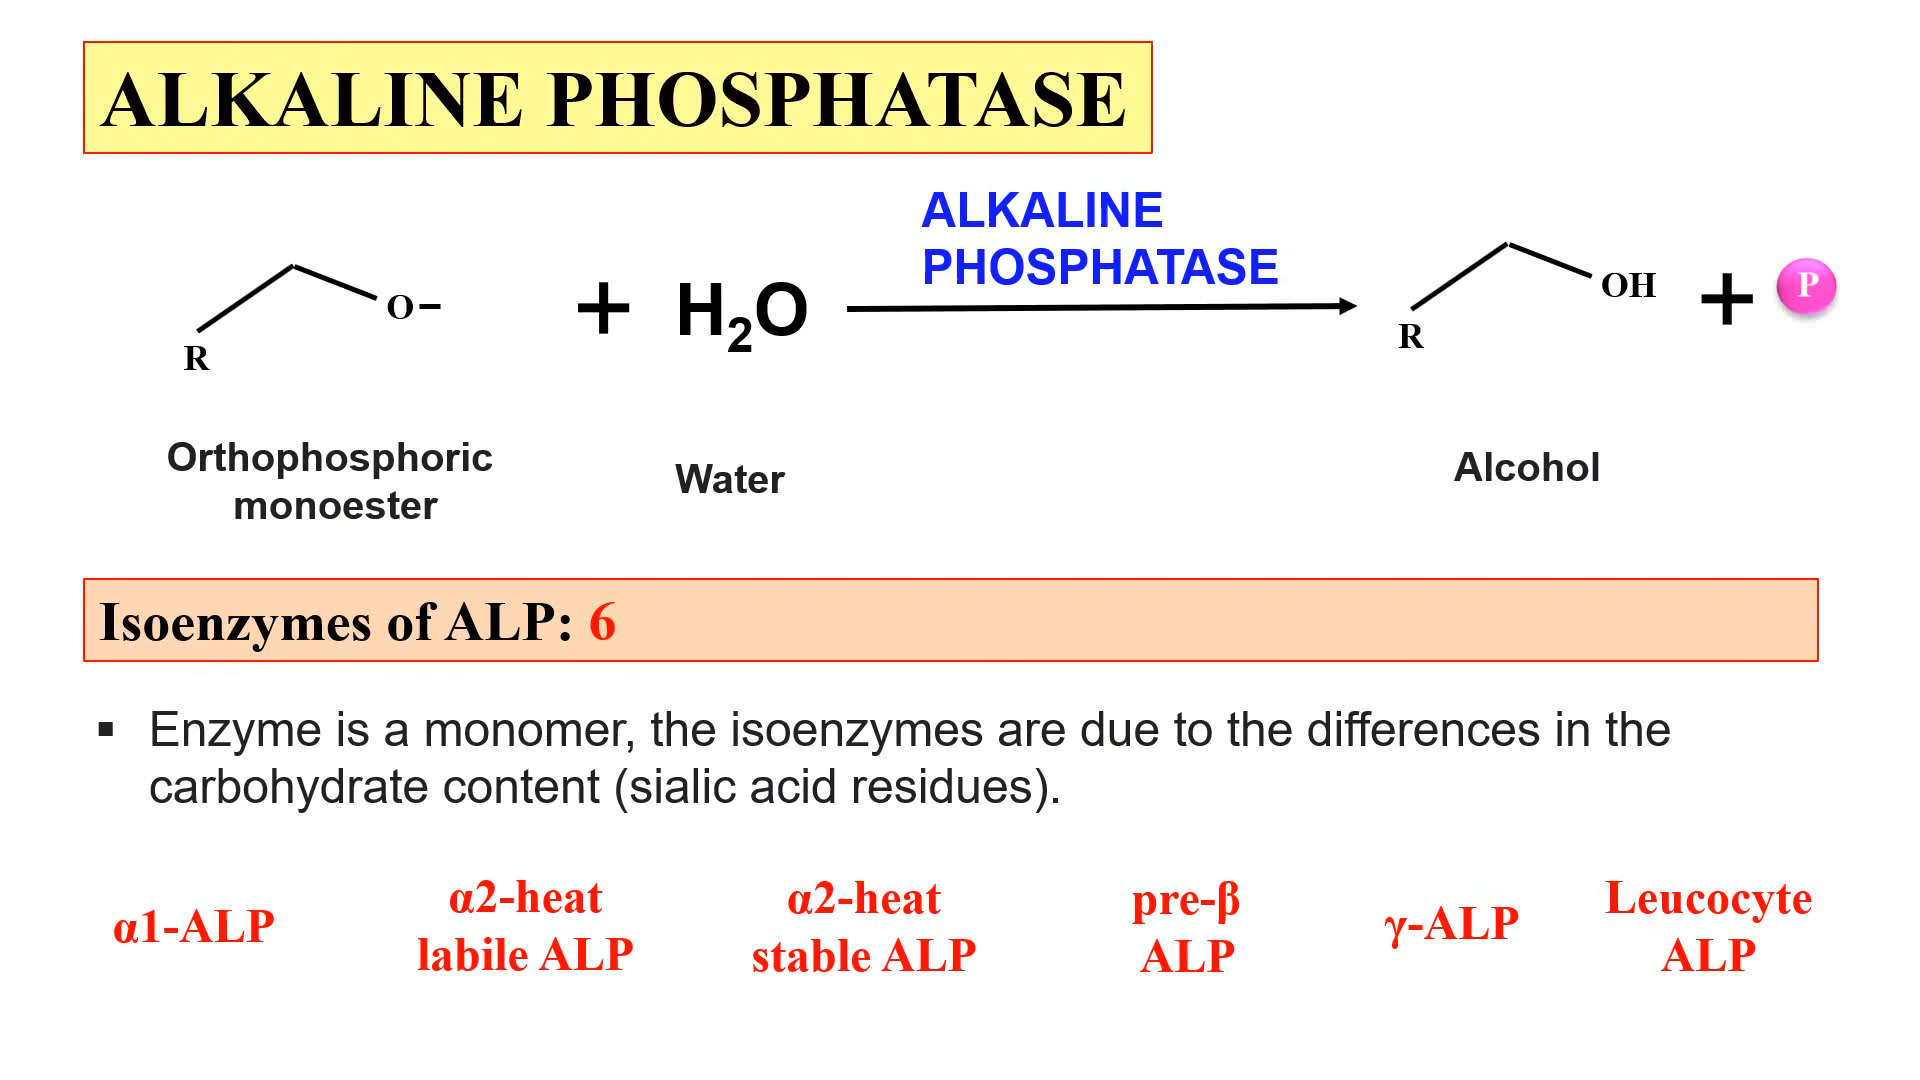 ALKALINE PHOSPHATASE
ALKALINE
PHOSPHATASE
R
O–
+
H₂O
R
OH
+
P
Orthophosphoric
monoester
Water
Alcohol
Isoenzymes of ALP: 6
▪ Enzyme is a monomer, the isoenzymes are due to the differences in the
carbohydrate content (sialic acid residues).
α1-ALP
α2-heat
labile ALP
α2-heat
stable ALP
pre-β
ALP
γ-ALP
Leucocyte
ALP